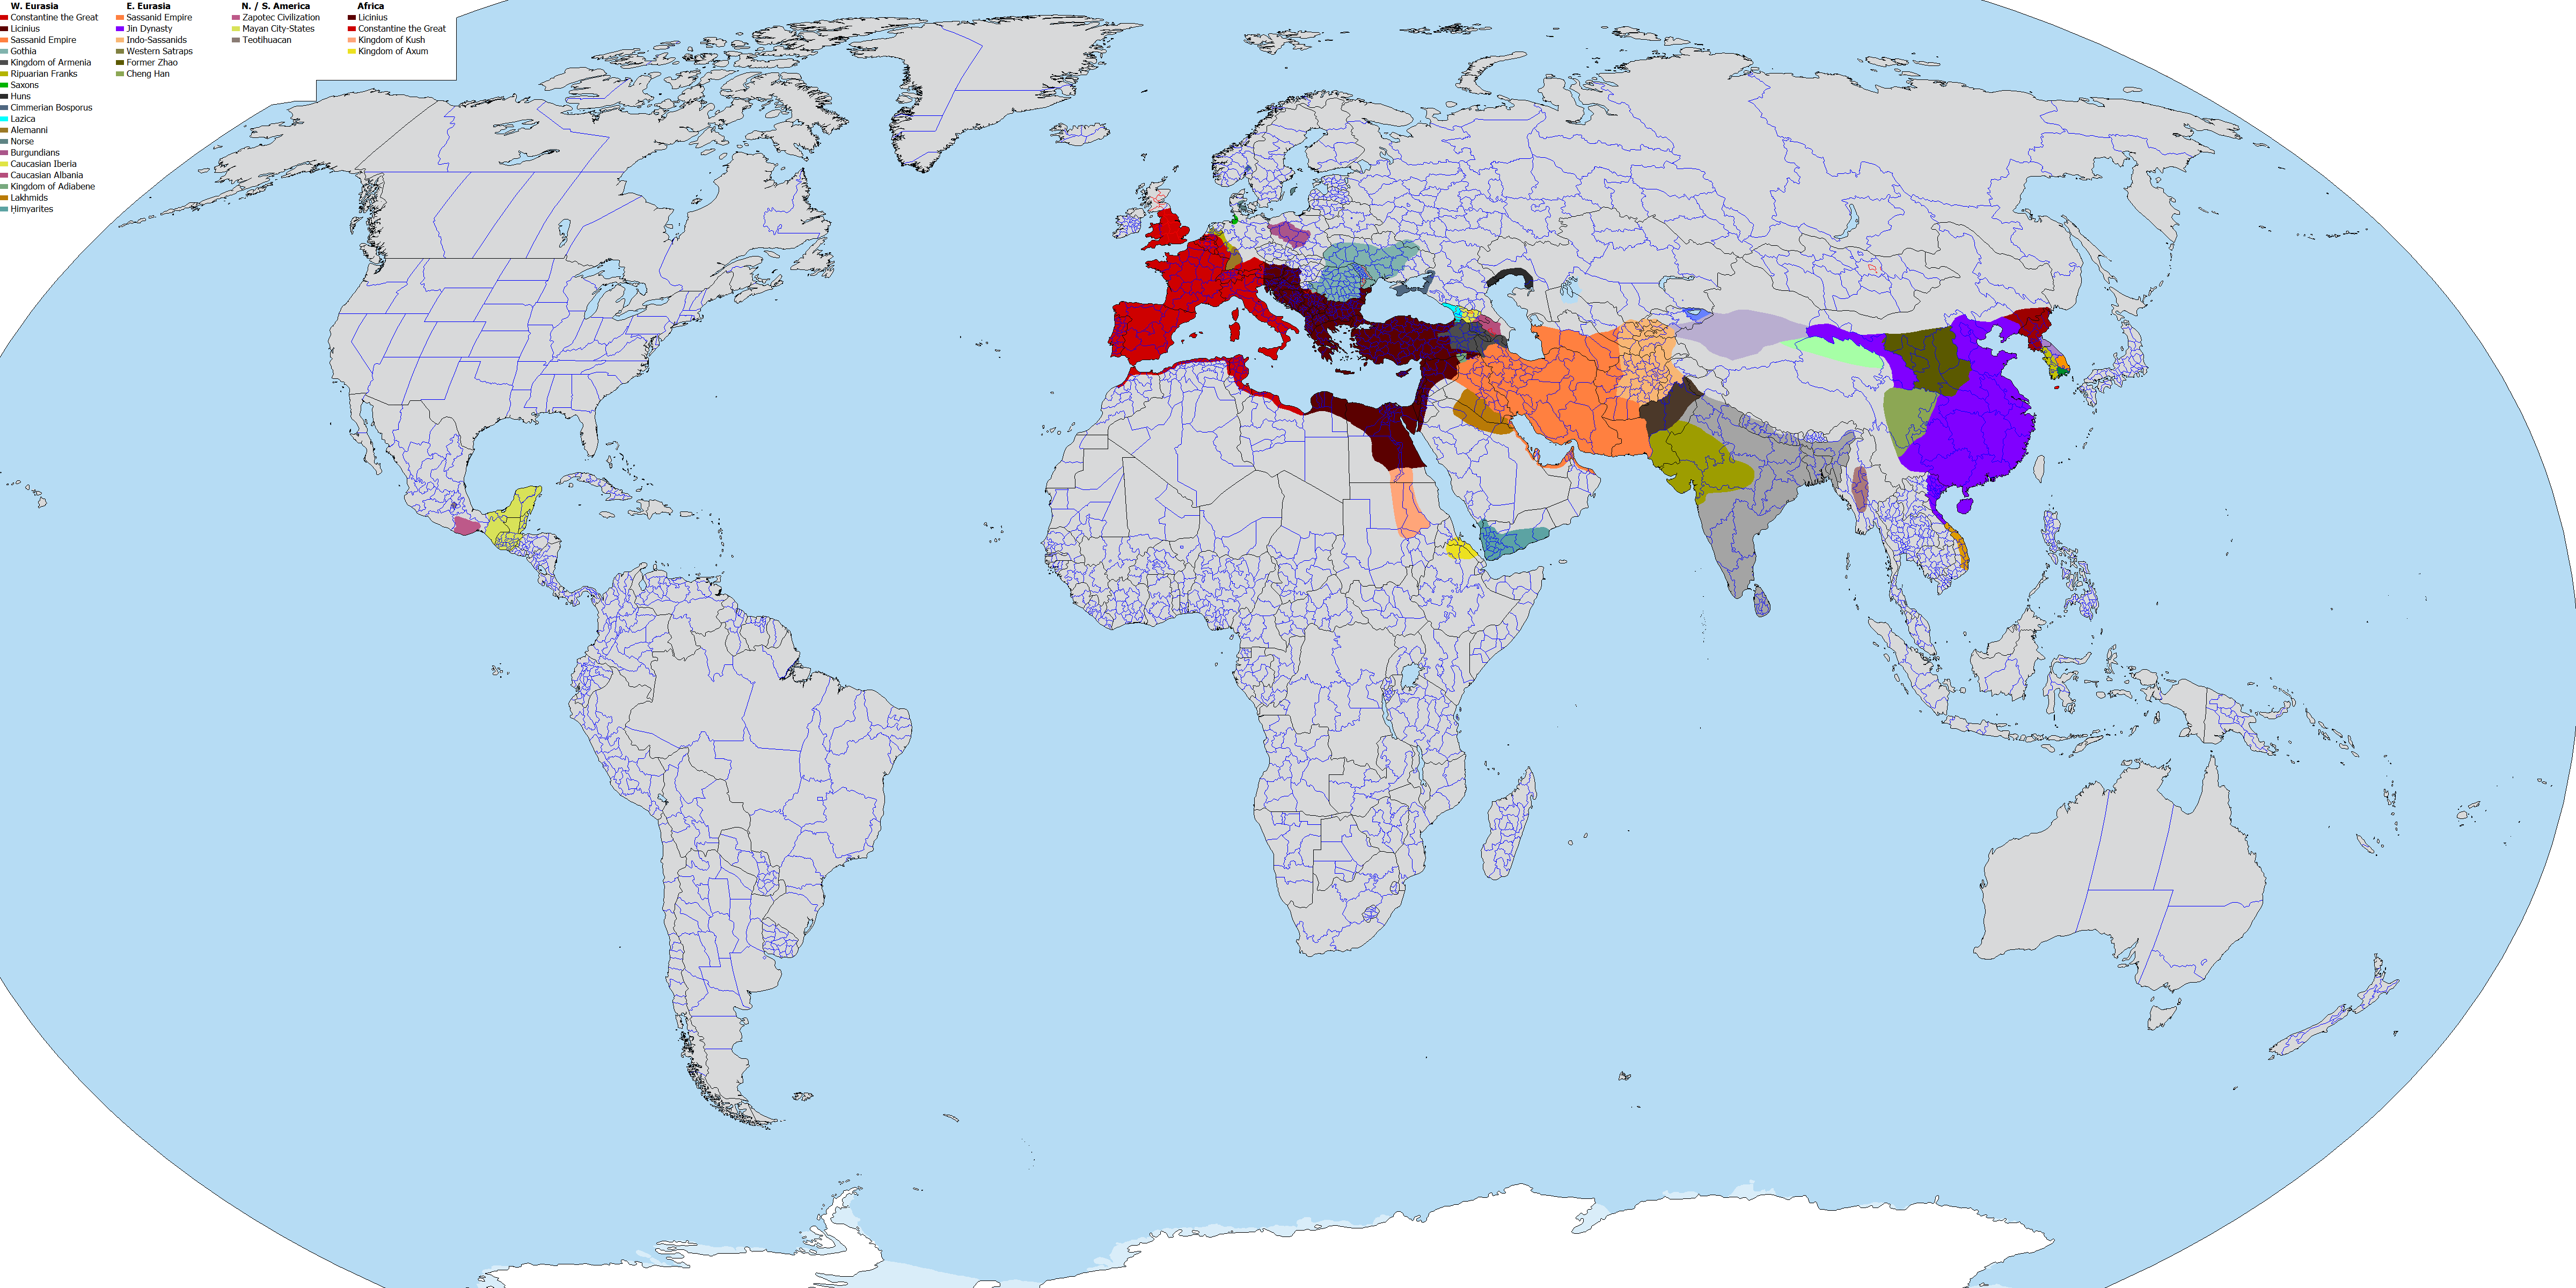 W. Eurasia
Constantine the Great
Licinius
Sassanid Empire
Gothia
Kingdom of Armenia
Ripuarian Franks
Saxons
Huns
Cimmerian Bosporus
Lazica
Alemanni
Norse
Burgundians
Caucasian Iberia
Caucasian Albania
Kingdom of Adiabene
Lakhmids
Himyarites
E. Eurasia
Sassanid Empire
Jin Dynasty
Indo-Sassanids
Western Satraps
Former Zhao
Cheng Han
N. / S. America
Zapotec Civilization
Mayan City-States
Teotihuacan
Africa
Licinius
Constantine the Great
Kingdom of Kush
Kingdom of Axum